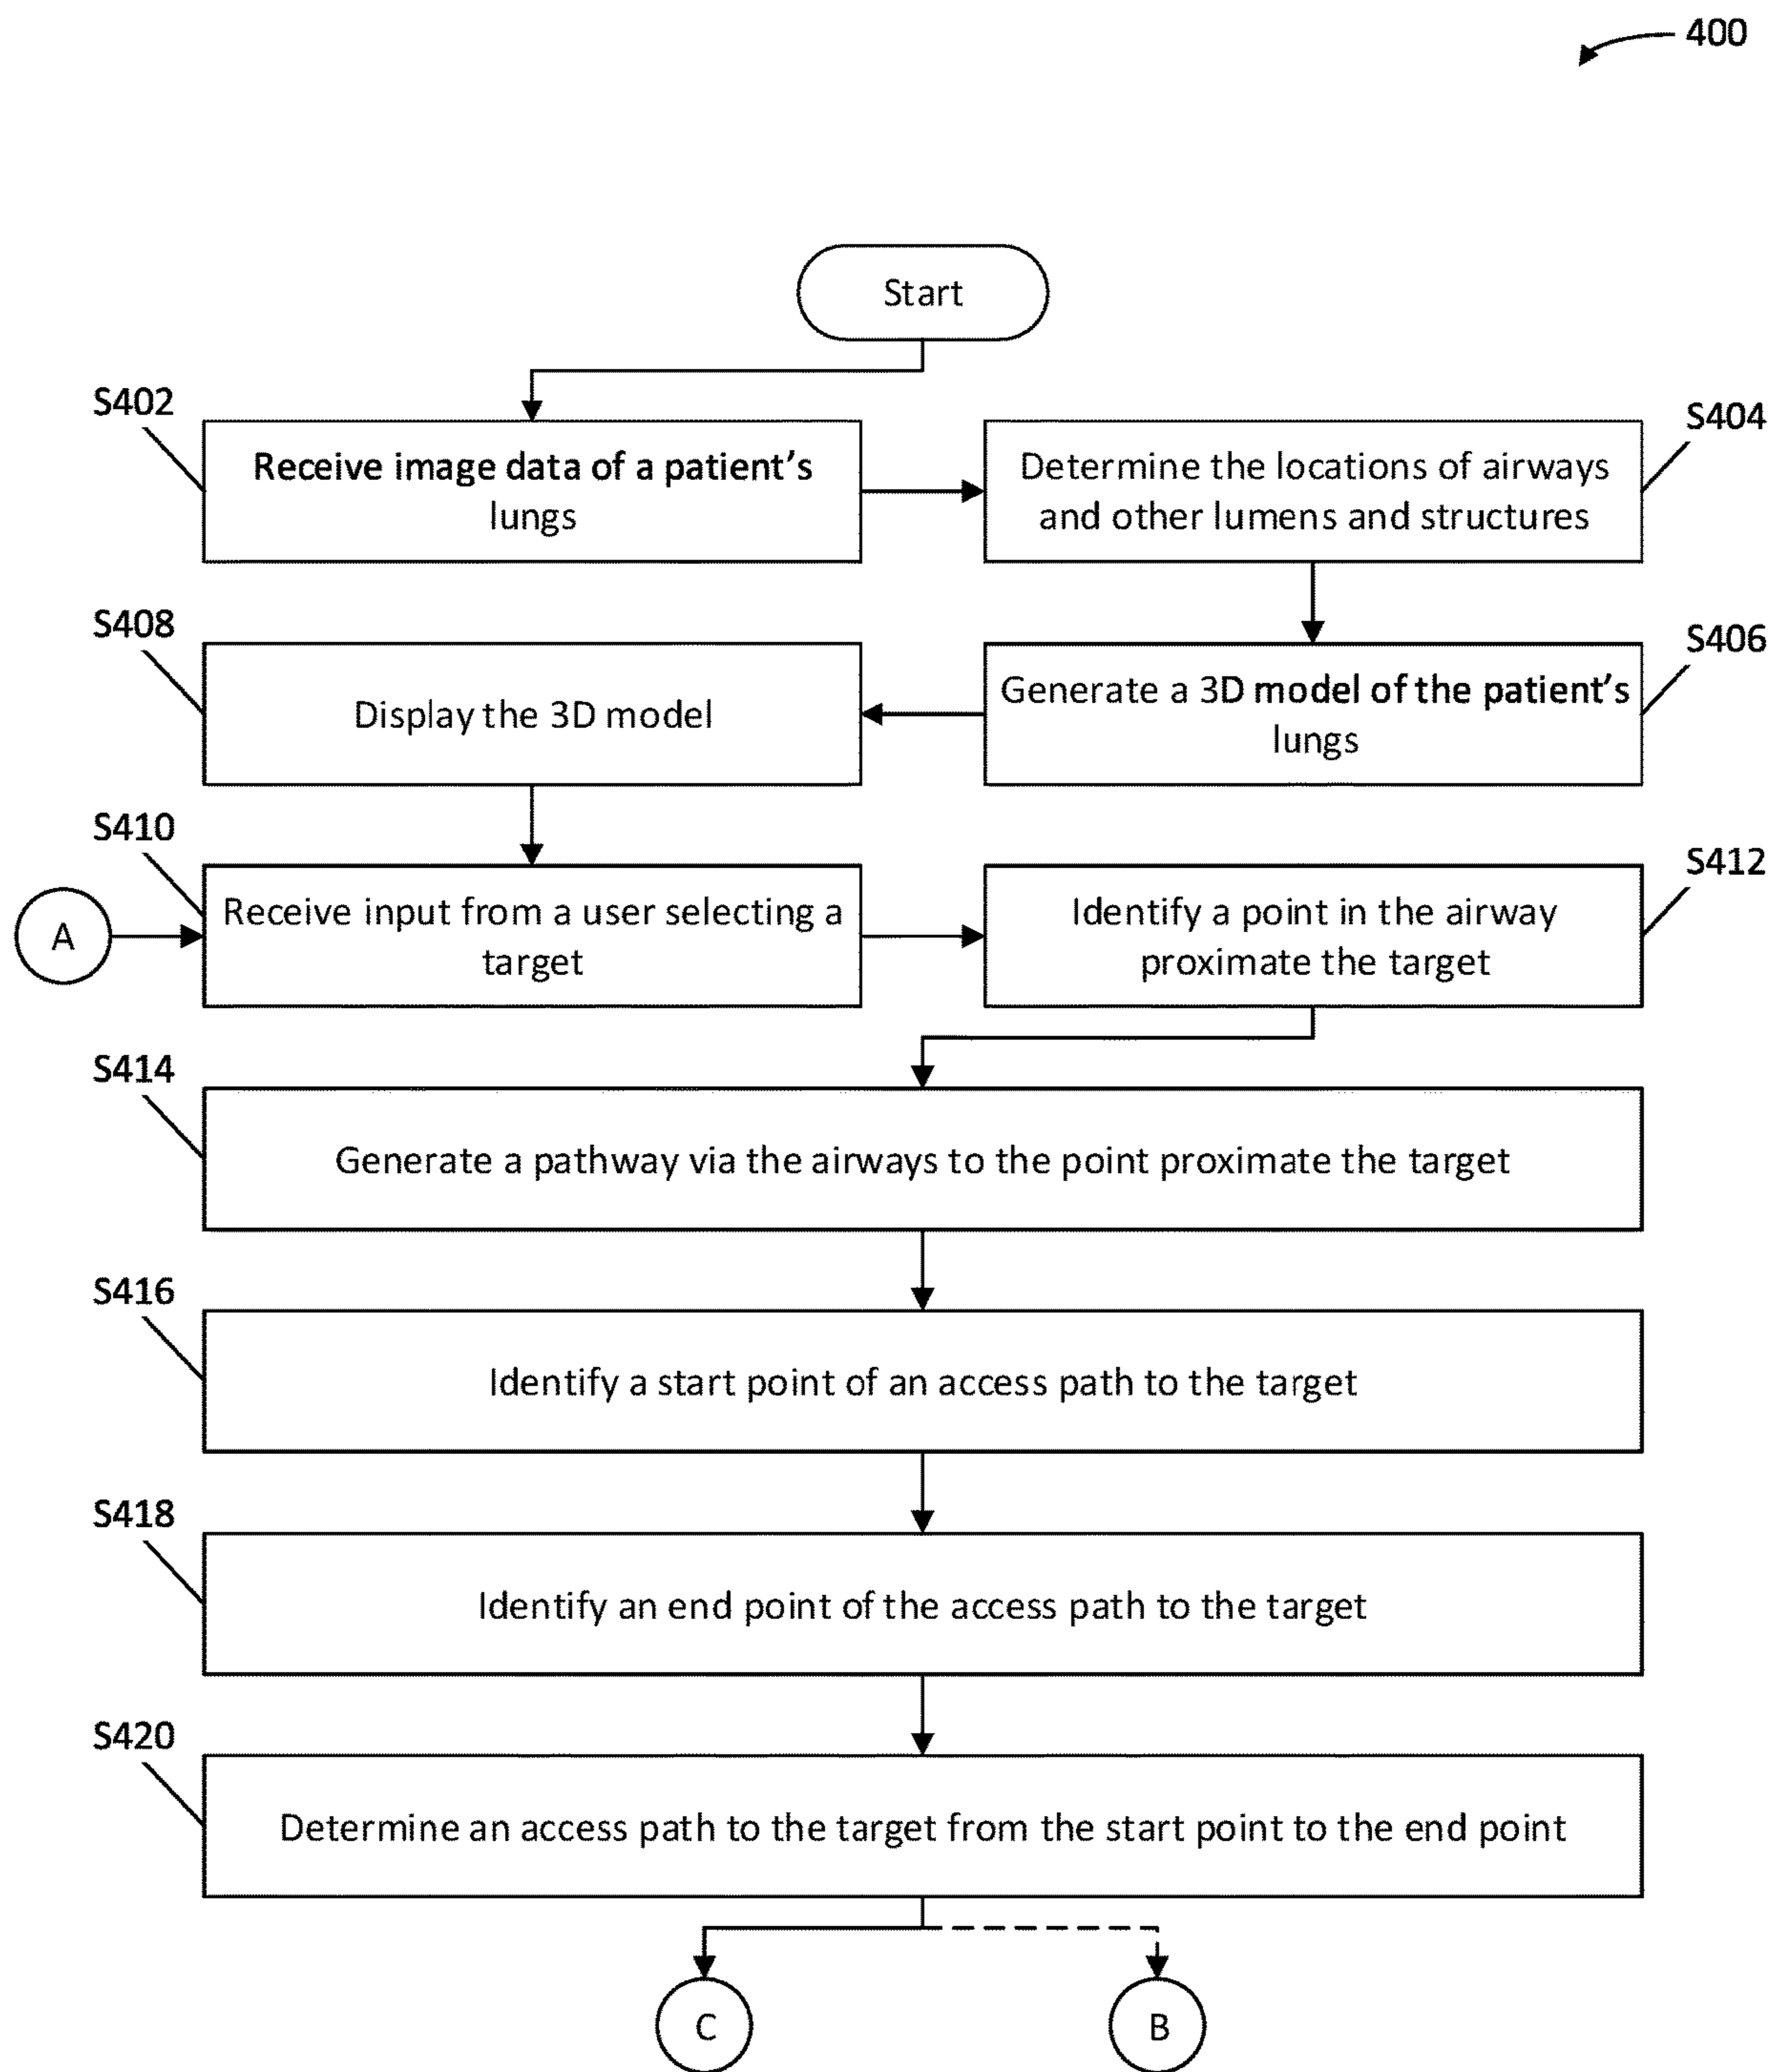 400
Start
S402
Receive image data of a patient's
lungs
S404
Determine the locations of airways
and other lumens and structures
S408
Display the 3D model
S406
Generate a 3D model of the patient's
lungs
S410
A
Receive input from a user selecting a
target
S412
Identify a point in the airway
proximate the target
S414
Generate a pathway via the airways to the point proximate the target
S416
Identify a start point of an access path to the target
S418
Identify an end point of the access path to the target
S420
Determine an access path to the target from the start point to the end point
C
B